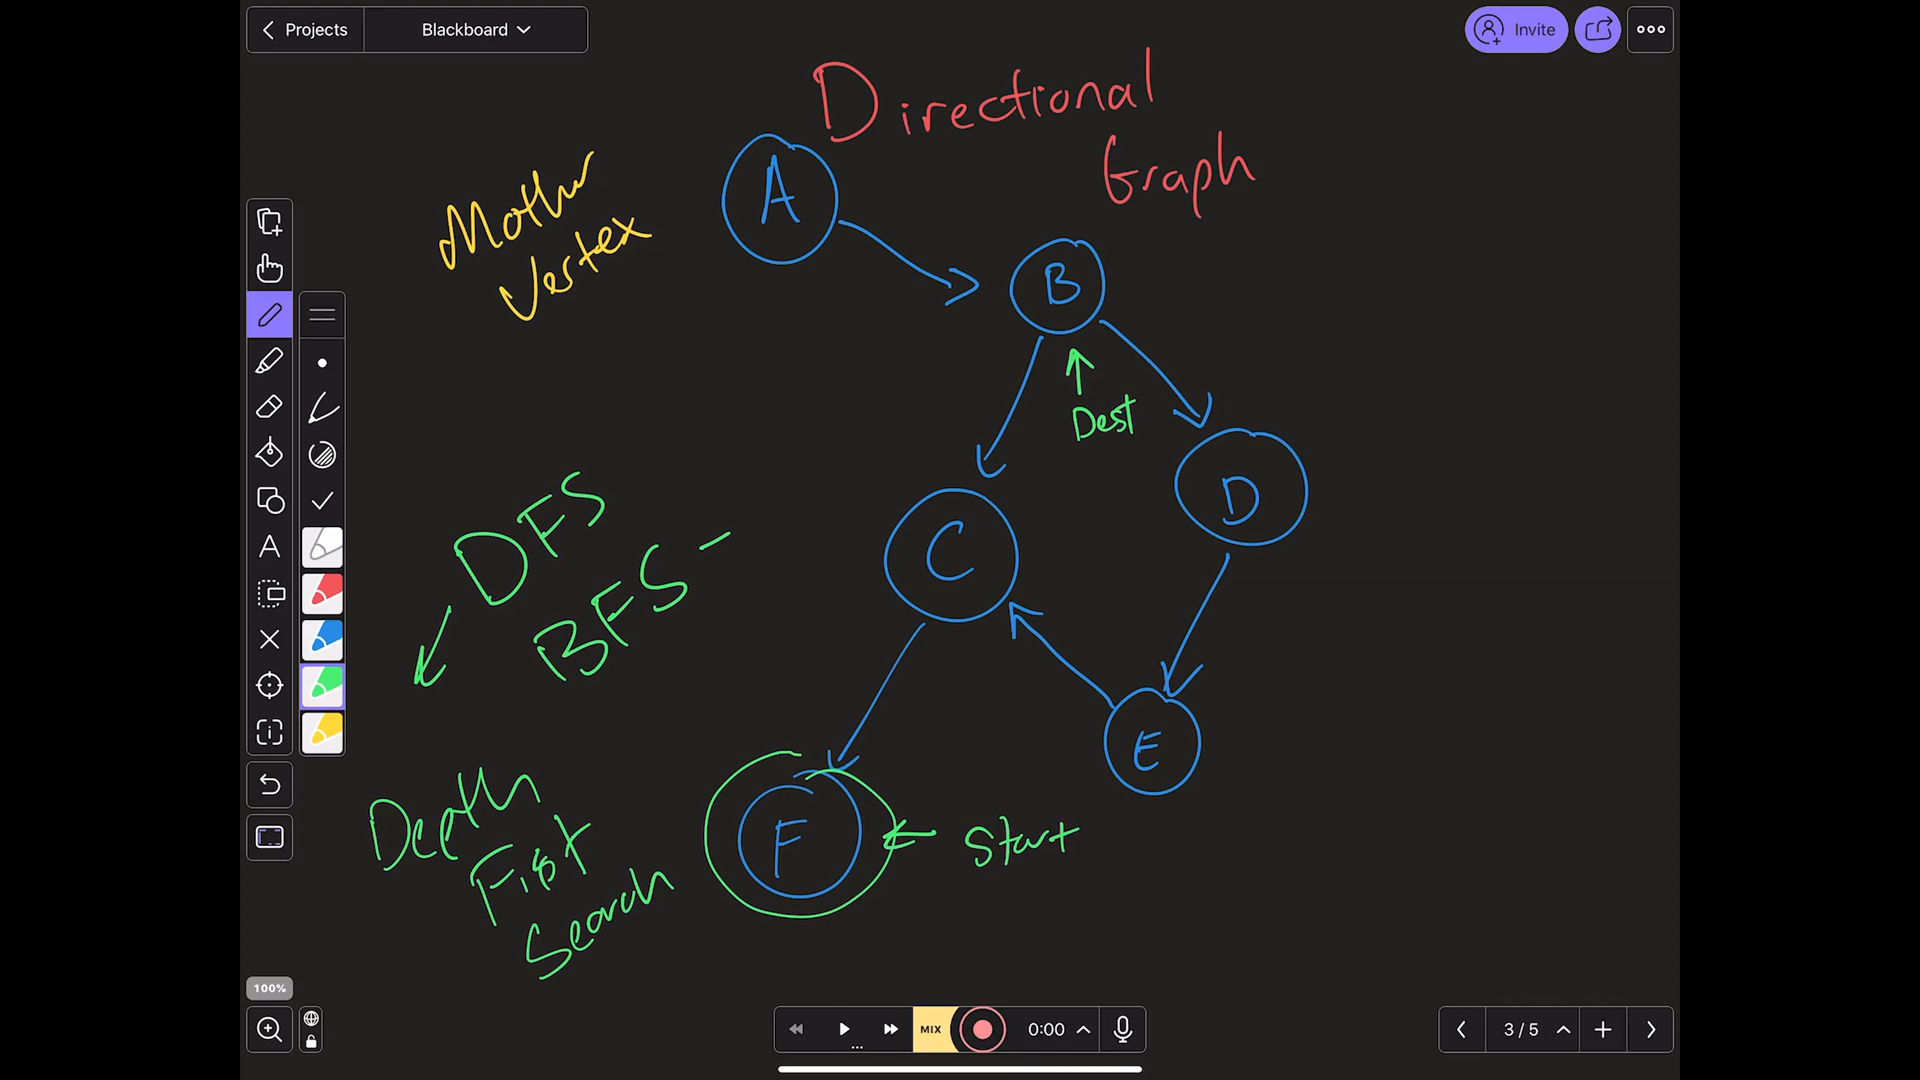 Projects
Blackboard
Invite
Directional
Graph
Mother
Vertex
A
B
Dest
D
C
DFS
BFS -
E
F
Start
Depth
First
Search
A
100%
MIX
0:00
3 / 5